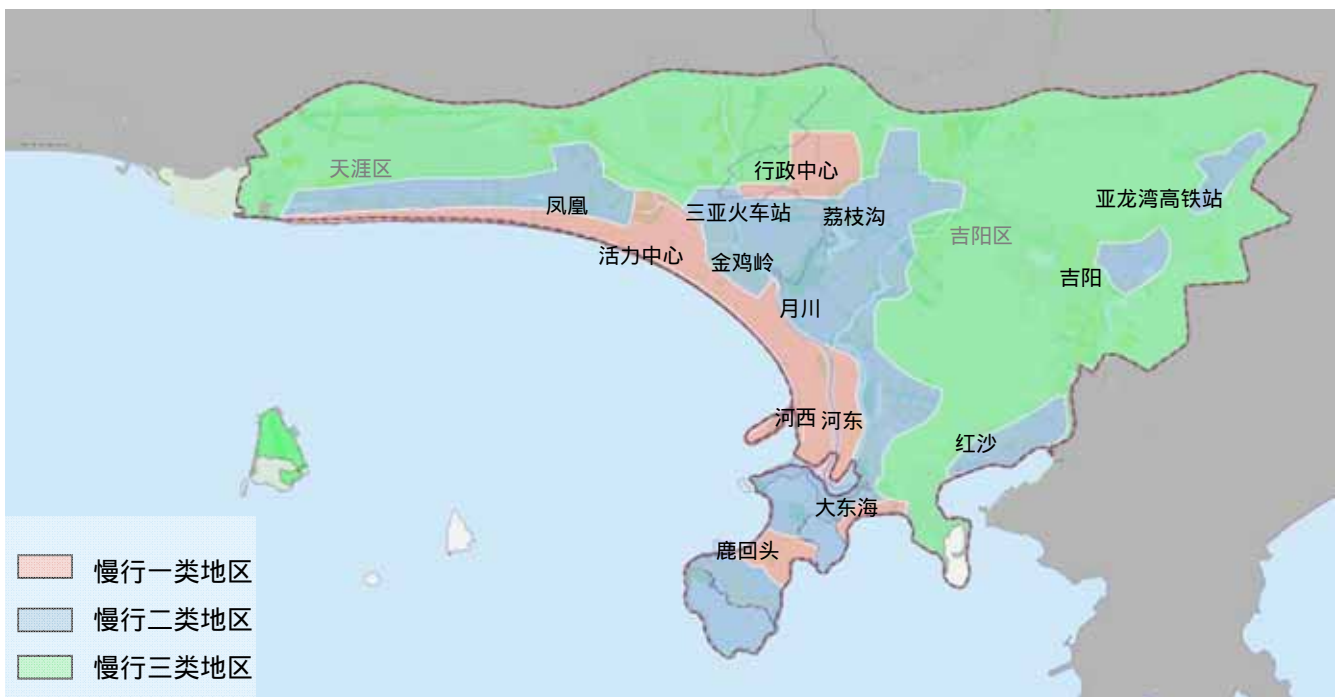 行政中心
天涯区
亚龙湾高铁站
凤凰
三亚火车站
荔枝沟
吉阳区
活力中心
金鸡岭
吉阳
月川
河西
河东
红沙
大东海
鹿回头
慢行一类地区
慢行二类地区
慢行三类地区